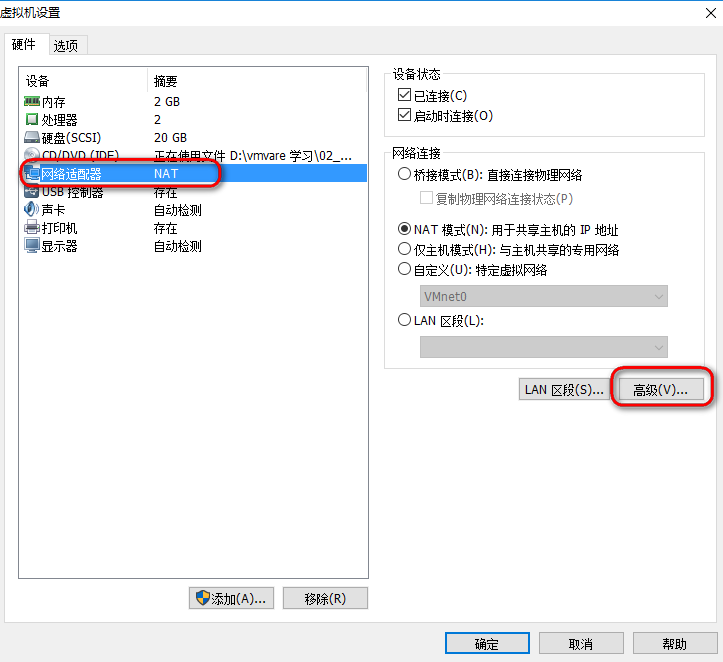 虚拟机设置
硬件 选项
设备 摘要
内存 2 GB
处理器 2
硬盘(SCSI) 20 GB
CD/DVD (IDE) 正在使用文件 D:\vmvare 学习\02_...
网络适配器 NAT
USB 控制器 存在
声卡 自动检测
打印机 存在
显示器 自动检测
添加(A)... 移除(R)
设备状态
已连接(C)
启动时连接(O)
网络连接
桥接模式(B): 直接连接物理网络
复制物理网络连接状态(P)
NAT 模式(N): 用于共享主机的 IP 地址
仅主机模式(H): 与主机共享的专用网络
自定义(U): 特定虚拟网络
VMnet0
LAN 区段(L):
LAN 区段(S)... 高级(V)...
确定 取消 帮助